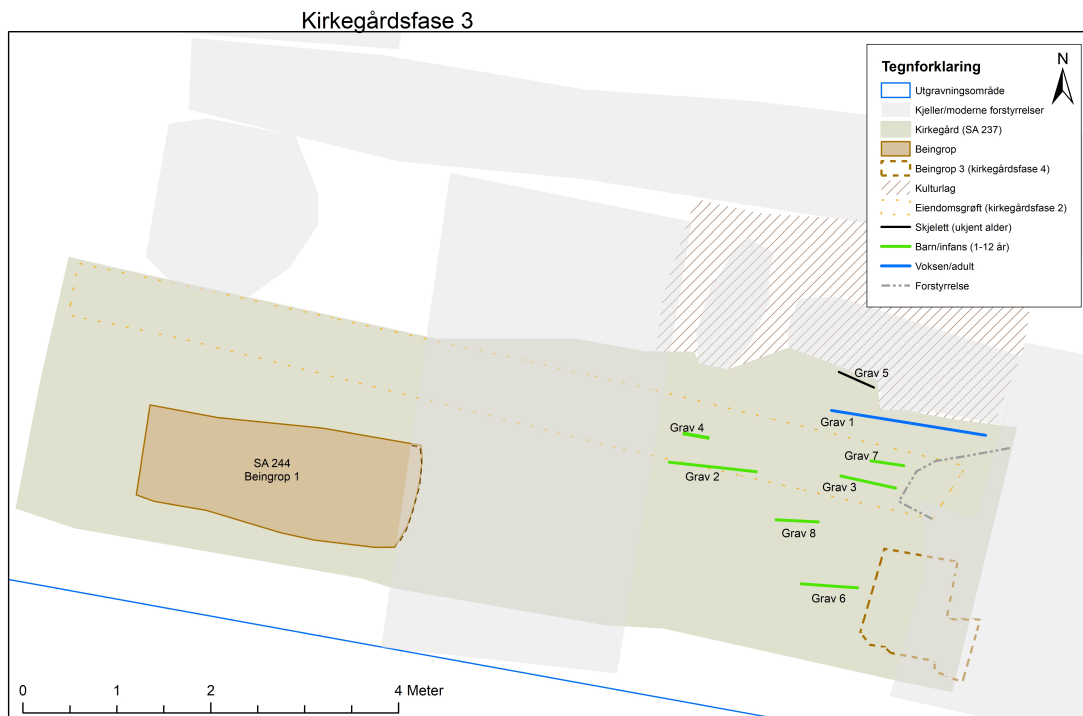 Kirkegårdsfase 3
Tegnforklaring
N
Utgravningsområde
Kjeller/moderne forstyrrelser
Kirkegård (SA 237)
Beingrop
Beingrop 3 (kirkegårdsfase 4)
Kulturlag
Eiendomsgrøft (kirkegårdsfase 2)
Skjelett (ukjent alder)
Barn/infans (1-12 år)
Voksen/adult
Forstyrrelse
Grav 5
Grav 1
Grav 4
Grav 7
Grav 2
Grav 3
SA 244
Beingrop 1
Grav 8
Grav 6
0 1 2 4 Meter